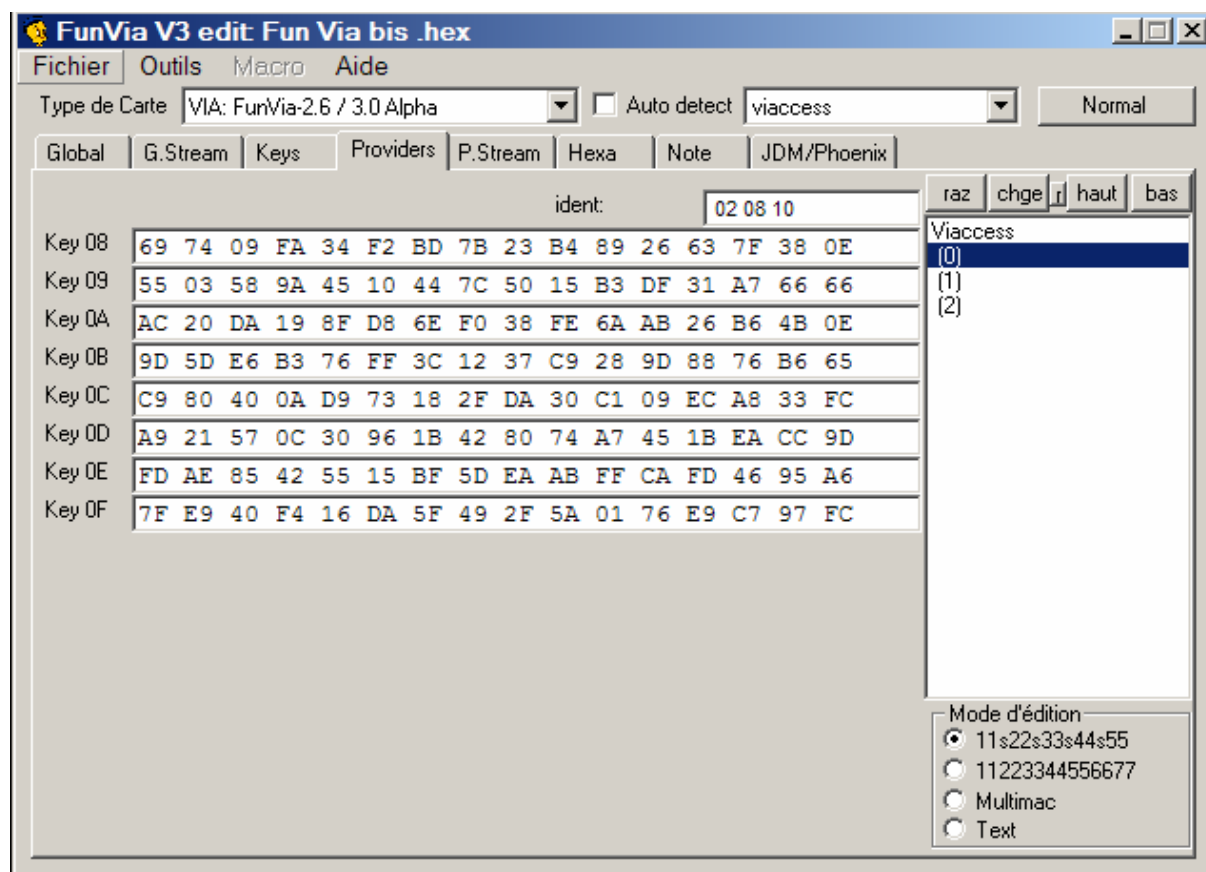 FunVia V3 edit: Fun Via bis .hex
Fichier Outils Macro Aide
Type de Carte VIA: FunVia-2.6 / 3.0 Alpha Auto detect viaccess Normal
Global G.Stream Keys Providers P.Stream Hexa Note JDM/Phoenix
raz chge r haut bas
ident: 02 08 10
Key 08 69 74 09 FA 34 F2 BD 7B 23 B4 89 26 63 7F 38 0E
Key 09 55 03 58 9A 45 10 44 7C 50 15 B3 DF 31 A7 66 66
Key 0A AC 20 DA 19 8F D8 6E F0 38 FE 6A AB 26 B6 4B 0E
Key 0B 9D 5D E6 B3 76 FF 3C 12 37 C9 28 9D 88 76 B6 65
Key 0C C9 80 40 0A D9 73 18 2F DA 30 C1 09 EC A8 33 FC
Key 0D A9 21 57 0C 30 96 1B 42 80 74 A7 45 1B EA CC 9D
Key 0E FD AE 85 42 55 15 BF 5D EA AB FF CA FD 46 95 A6
Key 0F 7F E9 40 F4 16 DA 5F 49 2F 5A 01 76 E9 C7 97 FC
Viaccess
(0)
(1)
(2)
Mode d'édition
11s22s33s44s55
11223344556677
Multimac
Text